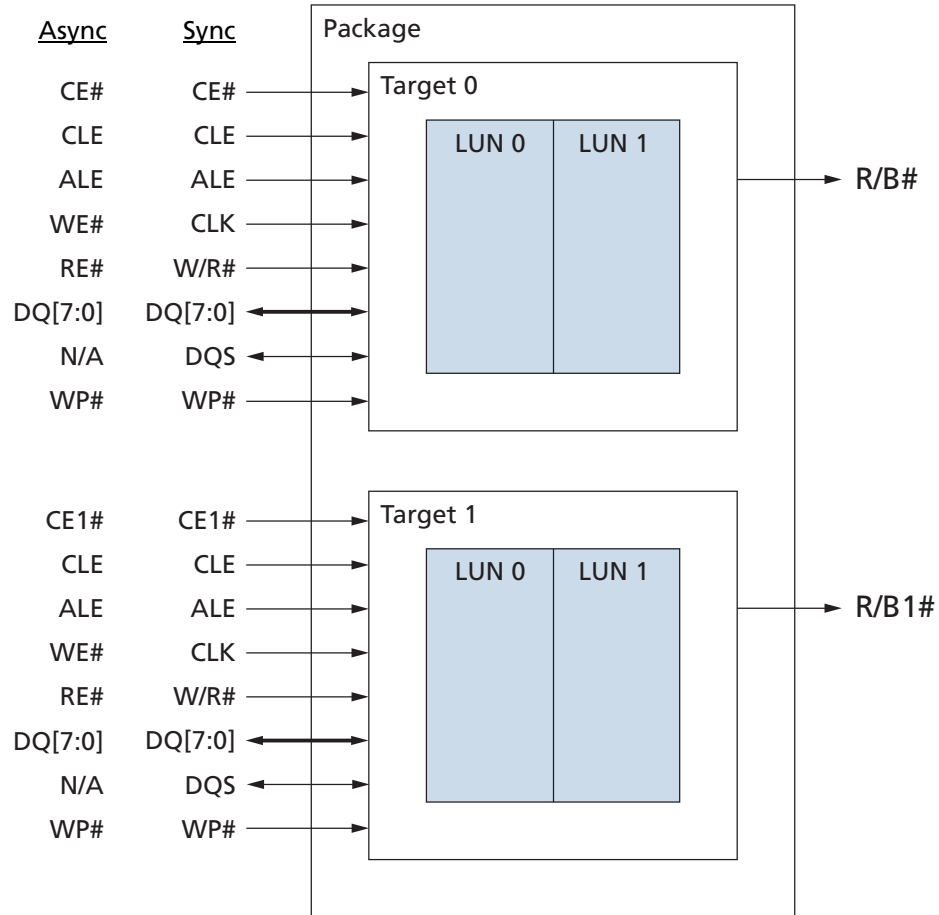 Async Sync Package
CE# CE# Target 0
CLE CLE LUN 0 LUN 1
ALE ALE R/B#
WE# CLK
RE# W/R#
DQ[7:0] DQ[7:0]
N/A DQS
WP# WP#
CE1# CE1# Target 1
CLE CLE LUN 0 LUN 1
ALE ALE R/B1#
WE# CLK
RE# W/R#
DQ[7:0] DQ[7:0]
N/A DQS
WP# WP#